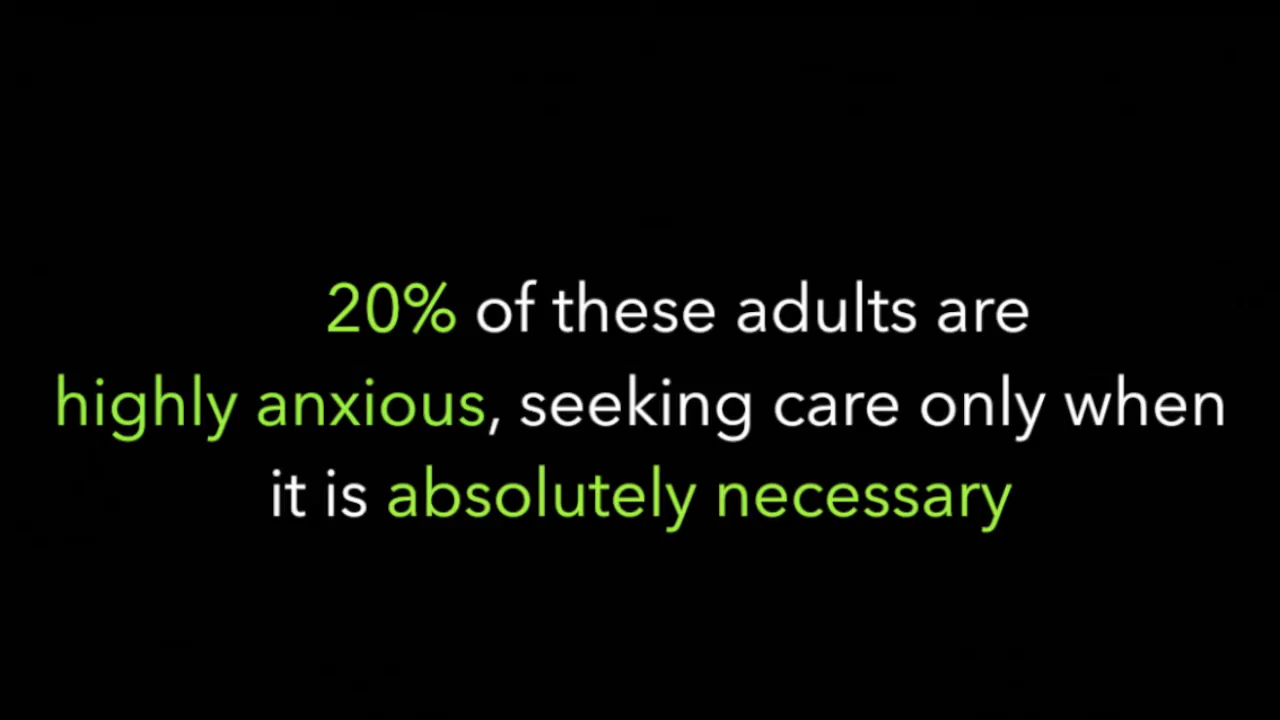 20% of these adults are
highly anxious, seeking care only when
it is absolutely necessary